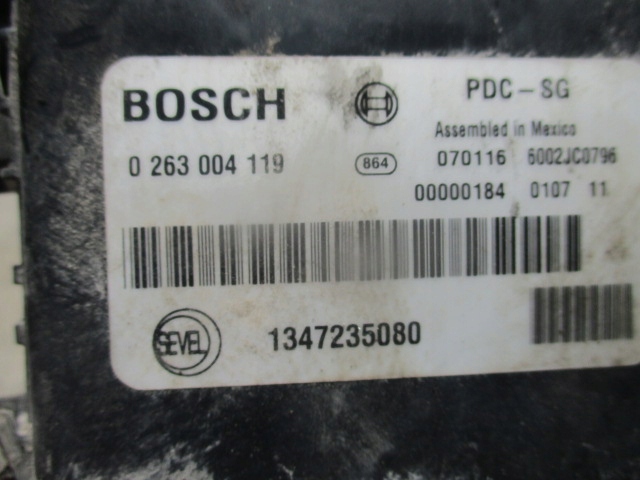 BOSCH
PDC-SG
Assembled in Mexico
0 263 004 119
864
070116 6002JC0796
00000184 0107 11
SEVEL
1347235080